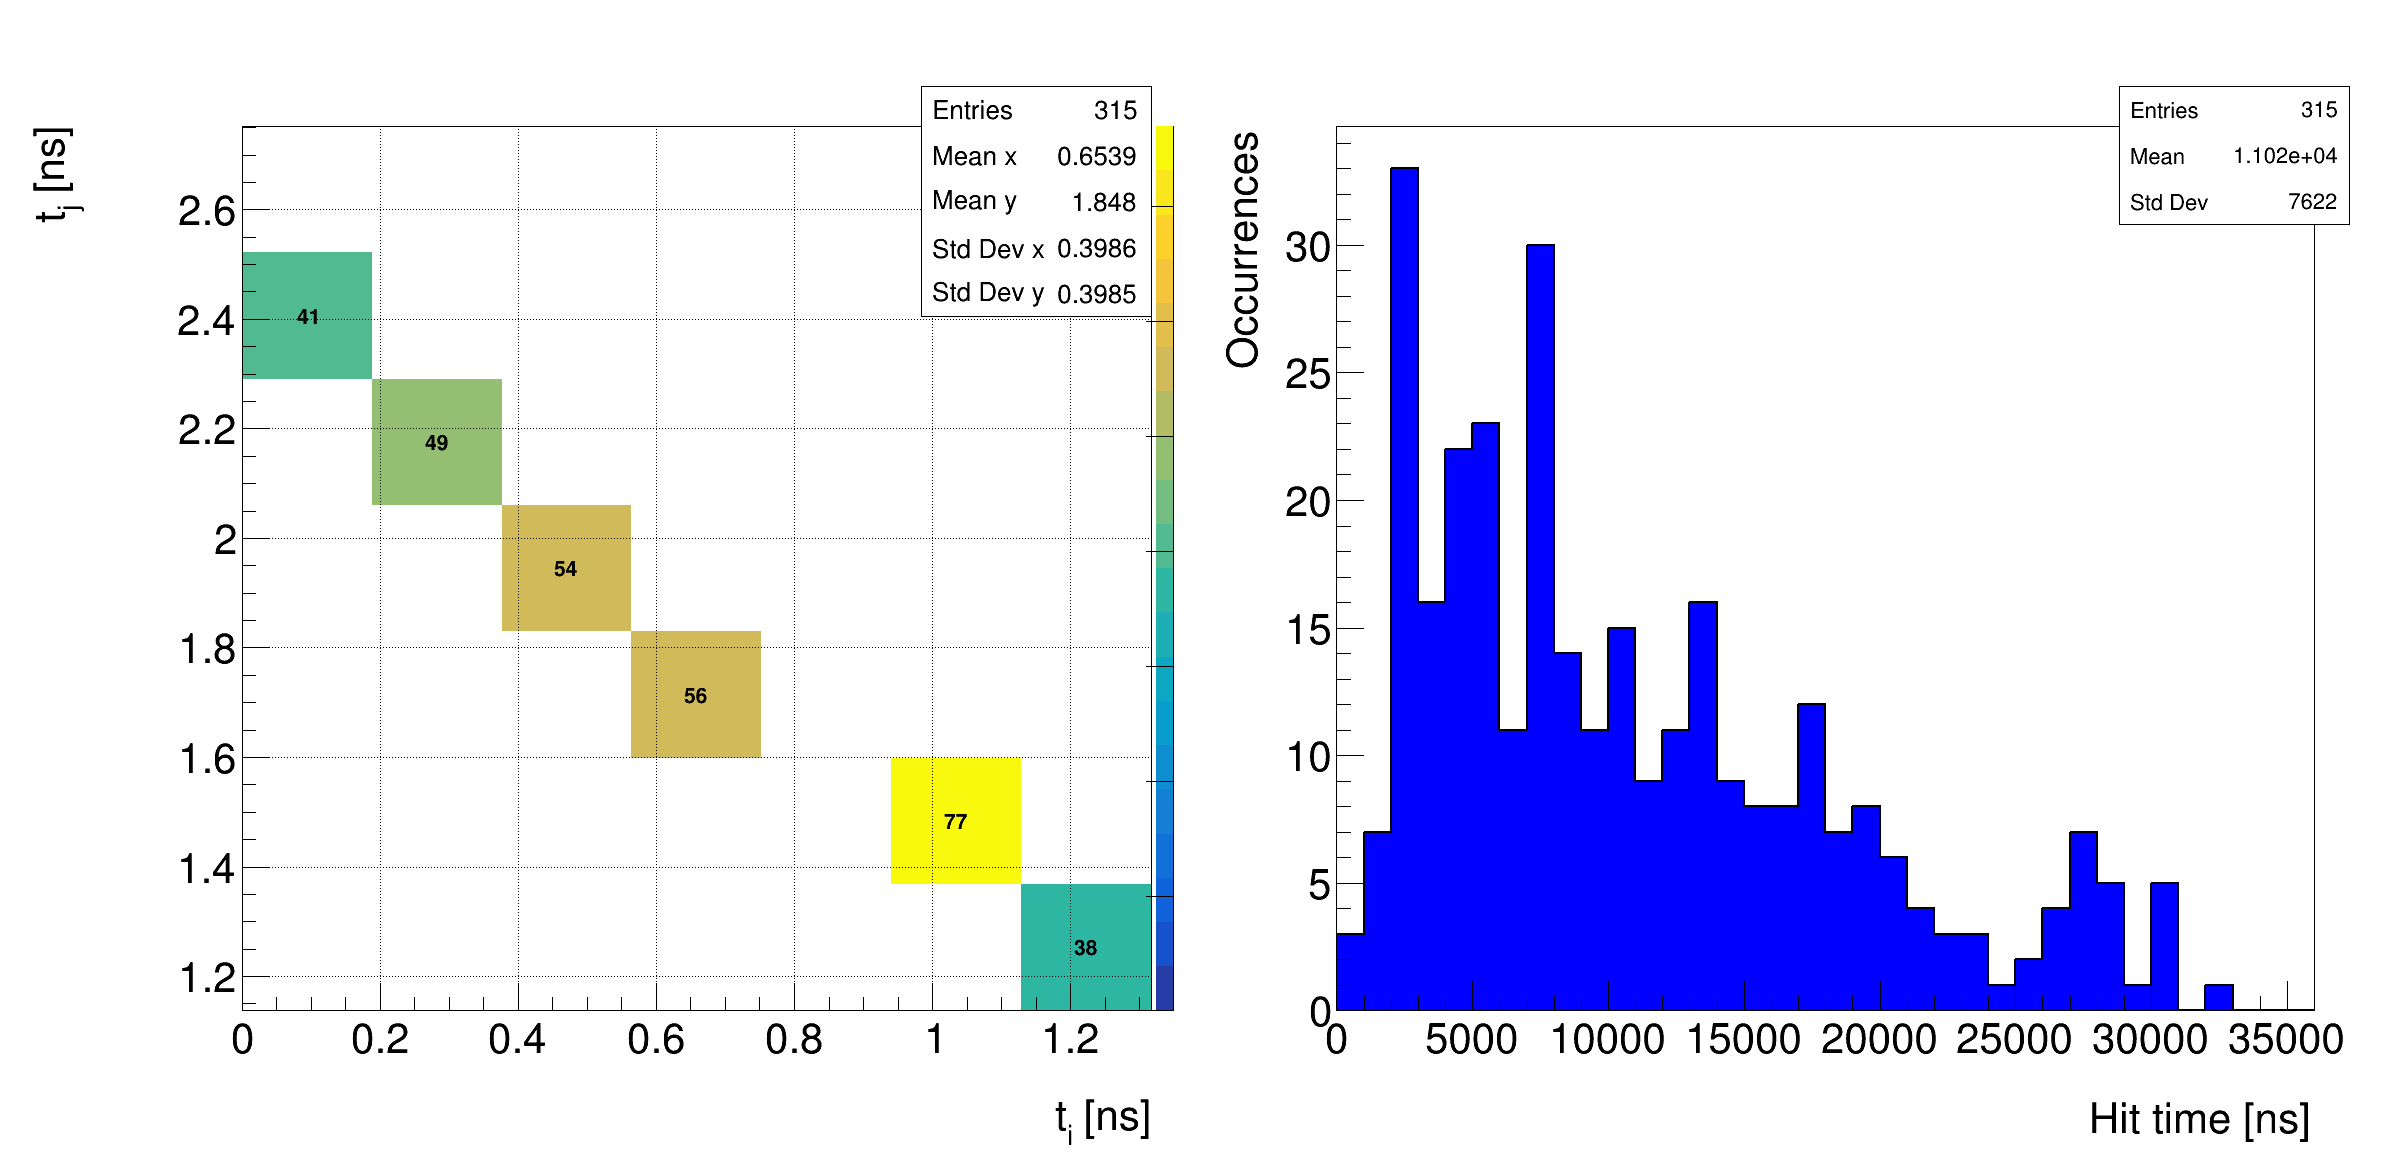 t_j [ns]
Entries 315
Mean x 0.6539
Mean y 1.848
Std Dev x 0.3986
Std Dev y 0.3985
2.6
2.4
2.2
2
1.8
1.6
1.4
1.2
41
49
54
56
77
38
0 0.2 0.4 0.6 0.8 1 1.2
t_i [ns]
Occurrences
Entries 315
Mean 1.102e+04
Std Dev 7622
30
25
20
15
10
5
0
0 5000 10000 15000 20000 25000 30000 35000
Hit time [ns]